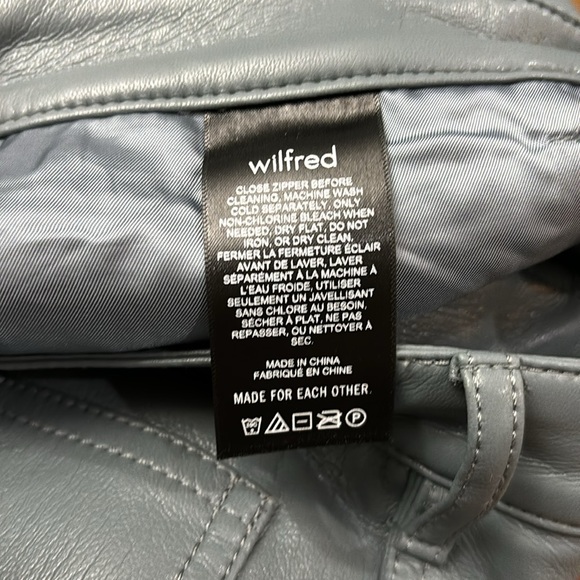 wilfred
CLOSE ZIPPER BEFORE
CLEANING, MACHINE WASH
COLD SEPARATELY, ONLY
NON-CHLORINE BLEACH WHEN
NEEDED, DRY FLAT, DO NOT
IRON, OR DRY CLEAN.
FERMER LA FERMETURE ÉCLAIR
AVANT DE LAVER, LAVER
SÉPARÉMENT À LA MACHINE À
L'EAU FROIDE, UTILISER
SEULEMENT UN JAVELLISANT
SANS CHLORE AU BESOIN,
SÉCHER À PLAT, NE PAS
REPASSER, OU NETTOYER À
SEC.
MADE IN CHINA
FABRIQUÉ EN CHINE
MADE FOR EACH OTHER.
P